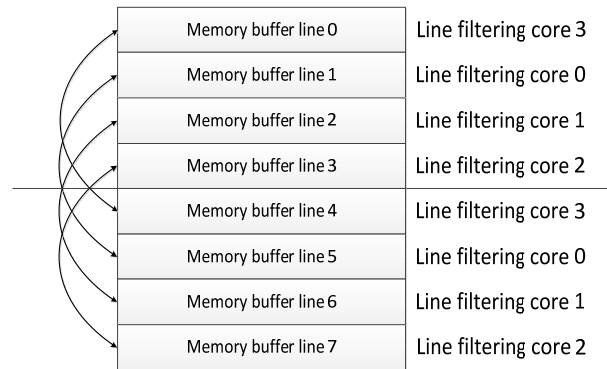 Memory buffer line 0 Line filtering core 3
Memory buffer line 1 Line filtering core 0
Memory buffer line 2 Line filtering core 1
Memory buffer line 3 Line filtering core 2
Memory buffer line 4 Line filtering core 3
Memory buffer line 5 Line filtering core 0
Memory buffer line 6 Line filtering core 1
Memory buffer line 7 Line filtering core 2